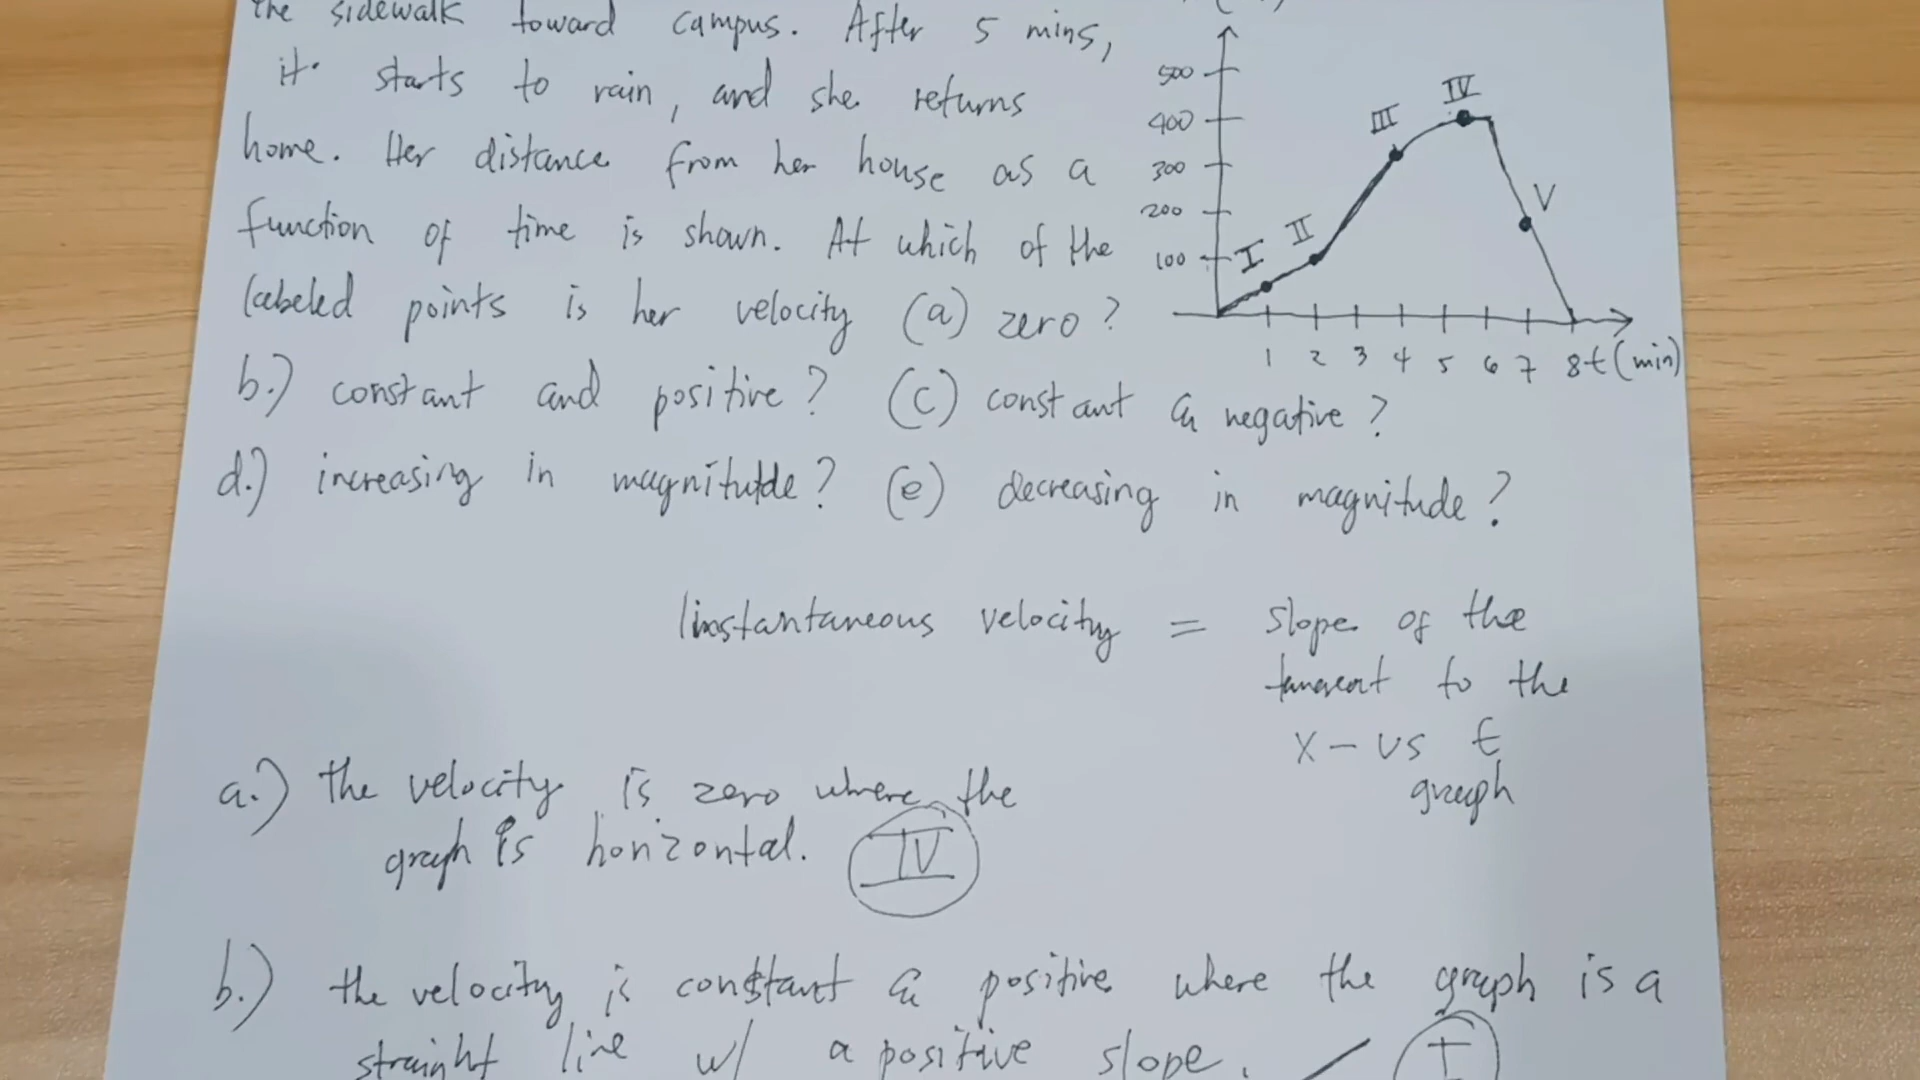 the sidewalk toward campus. After 5 mins,
it starts to rain, and she returns
home. Her distance from her house as a
function of time is shown. At which of the
labeled points is her velocity (a) zero?
b.) constant and positive? (c) constant & negative?
d.) increasing in magnitude? (e) decreasing in magnitude?
500
400
300
200
100
I
II
III
IV
V
1 2 3 4 5 6 7 8 t (min)
instantaneous velocity = slope of the
tangent to the
x - vs t
graph
a.) the velocity is zero where the
graph is horizontal. IV
b.) the velocity is constant & positive where the graph is a
straight line w/ a positive slope. I